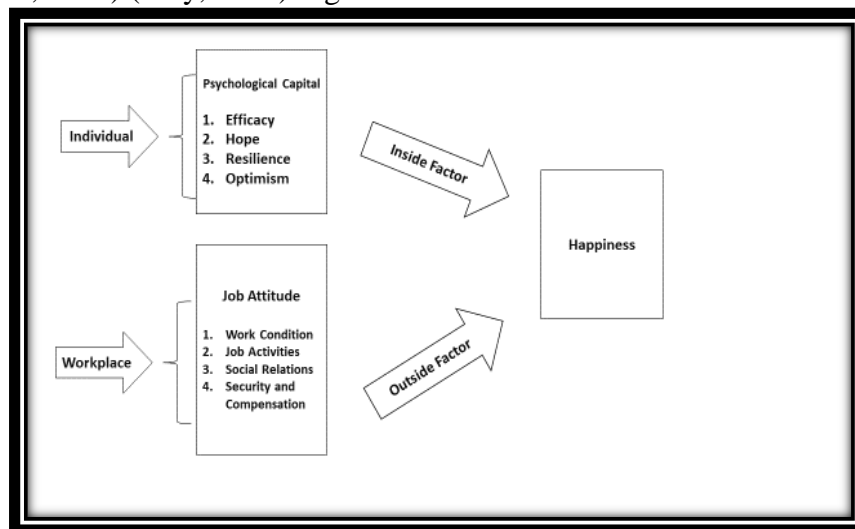 Individual
Psychological Capital
1. Efficacy
2. Hope
3. Resilience
4. Optimism
Inside Factor
Happiness
Workplace
Job Attitude
1. Work Condition
2. Job Activities
3. Social Relations
4. Security and
Compensation
Outside Factor